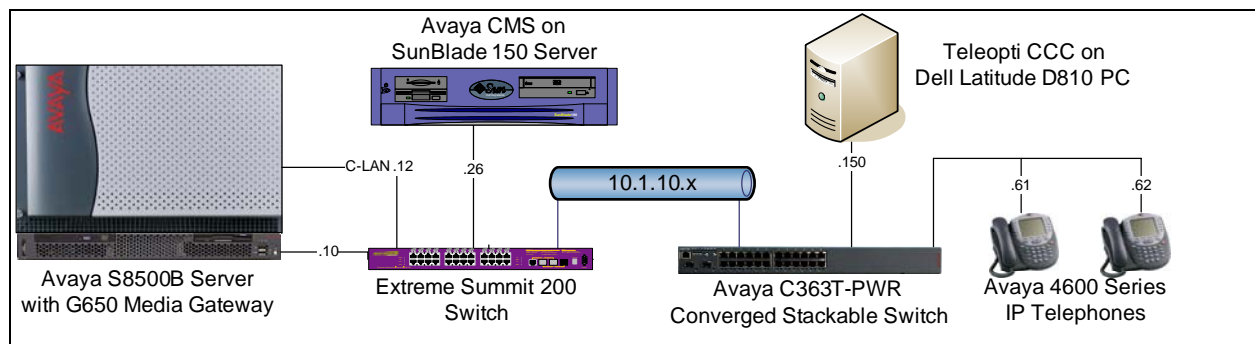 Avaya CMS on
SunBlade 150 Server
Teleopti CCC on
Dell Latitude D810 PC
AVAYA
Sun
C-LAN .12
.26
10.1.10.x
.150
.61
.62
.10
Avaya S8500B Server
with G650 Media Gateway
Extreme Summit 200
Switch
Avaya C363T-PWR
Converged Stackable Switch
Avaya 4600 Series
IP Telephones